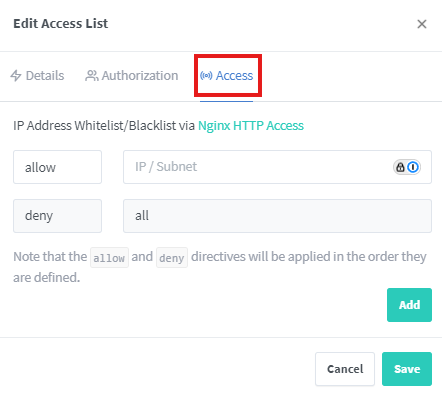 Edit Access List
Details Authorization Access
IP Address Whitelist/Blacklist via Nginx HTTP Access
allow IP / Subnet
deny all
Note that the allow and deny directives will be applied in the order they
are defined.
Add
Cancel Save